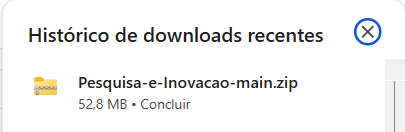 Histórico de downloads recentes
Pesquisa-e-Inovacao-main.zip
52,8 MB • Concluir